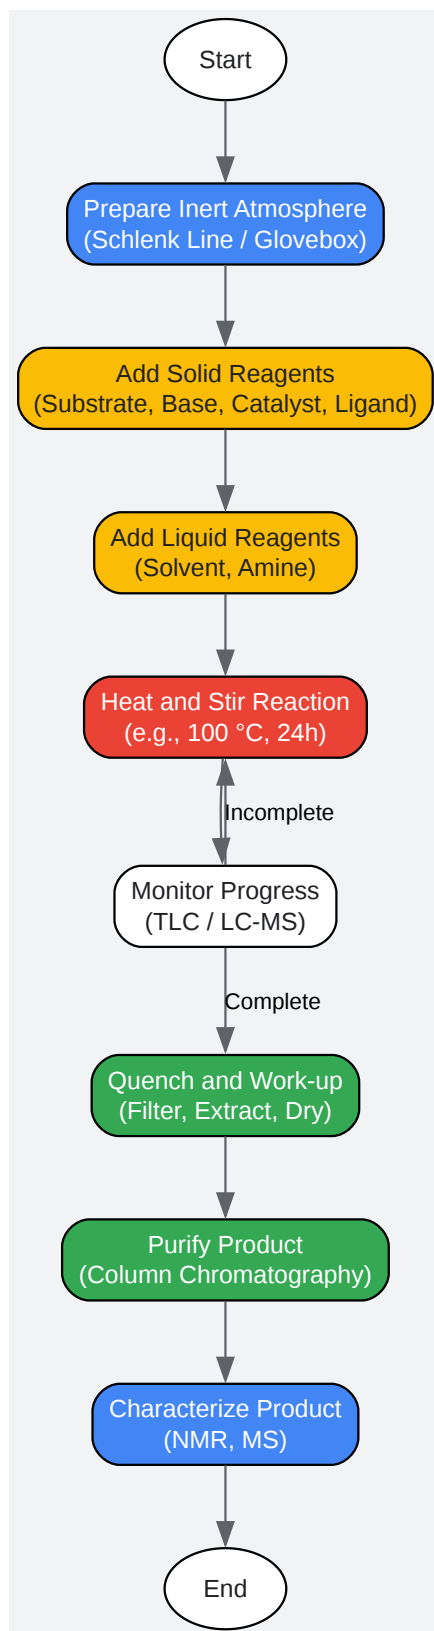 Start
Prepare Inert Atmosphere
(Schlenk Line / Glovebox)
Add Solid Reagents
(Substrate, Base, Catalyst, Ligand)
Add Liquid Reagents
(Solvent, Amine)
Heat and Stir Reaction
(e.g., 100 °C, 24h)
Incomplete
Monitor Progress
(TLC / LC-MS)
Complete
Quench and Work-up
(Filter, Extract, Dry)
Purify Product
(Column Chromatography)
Characterize Product
(NMR, MS)
End